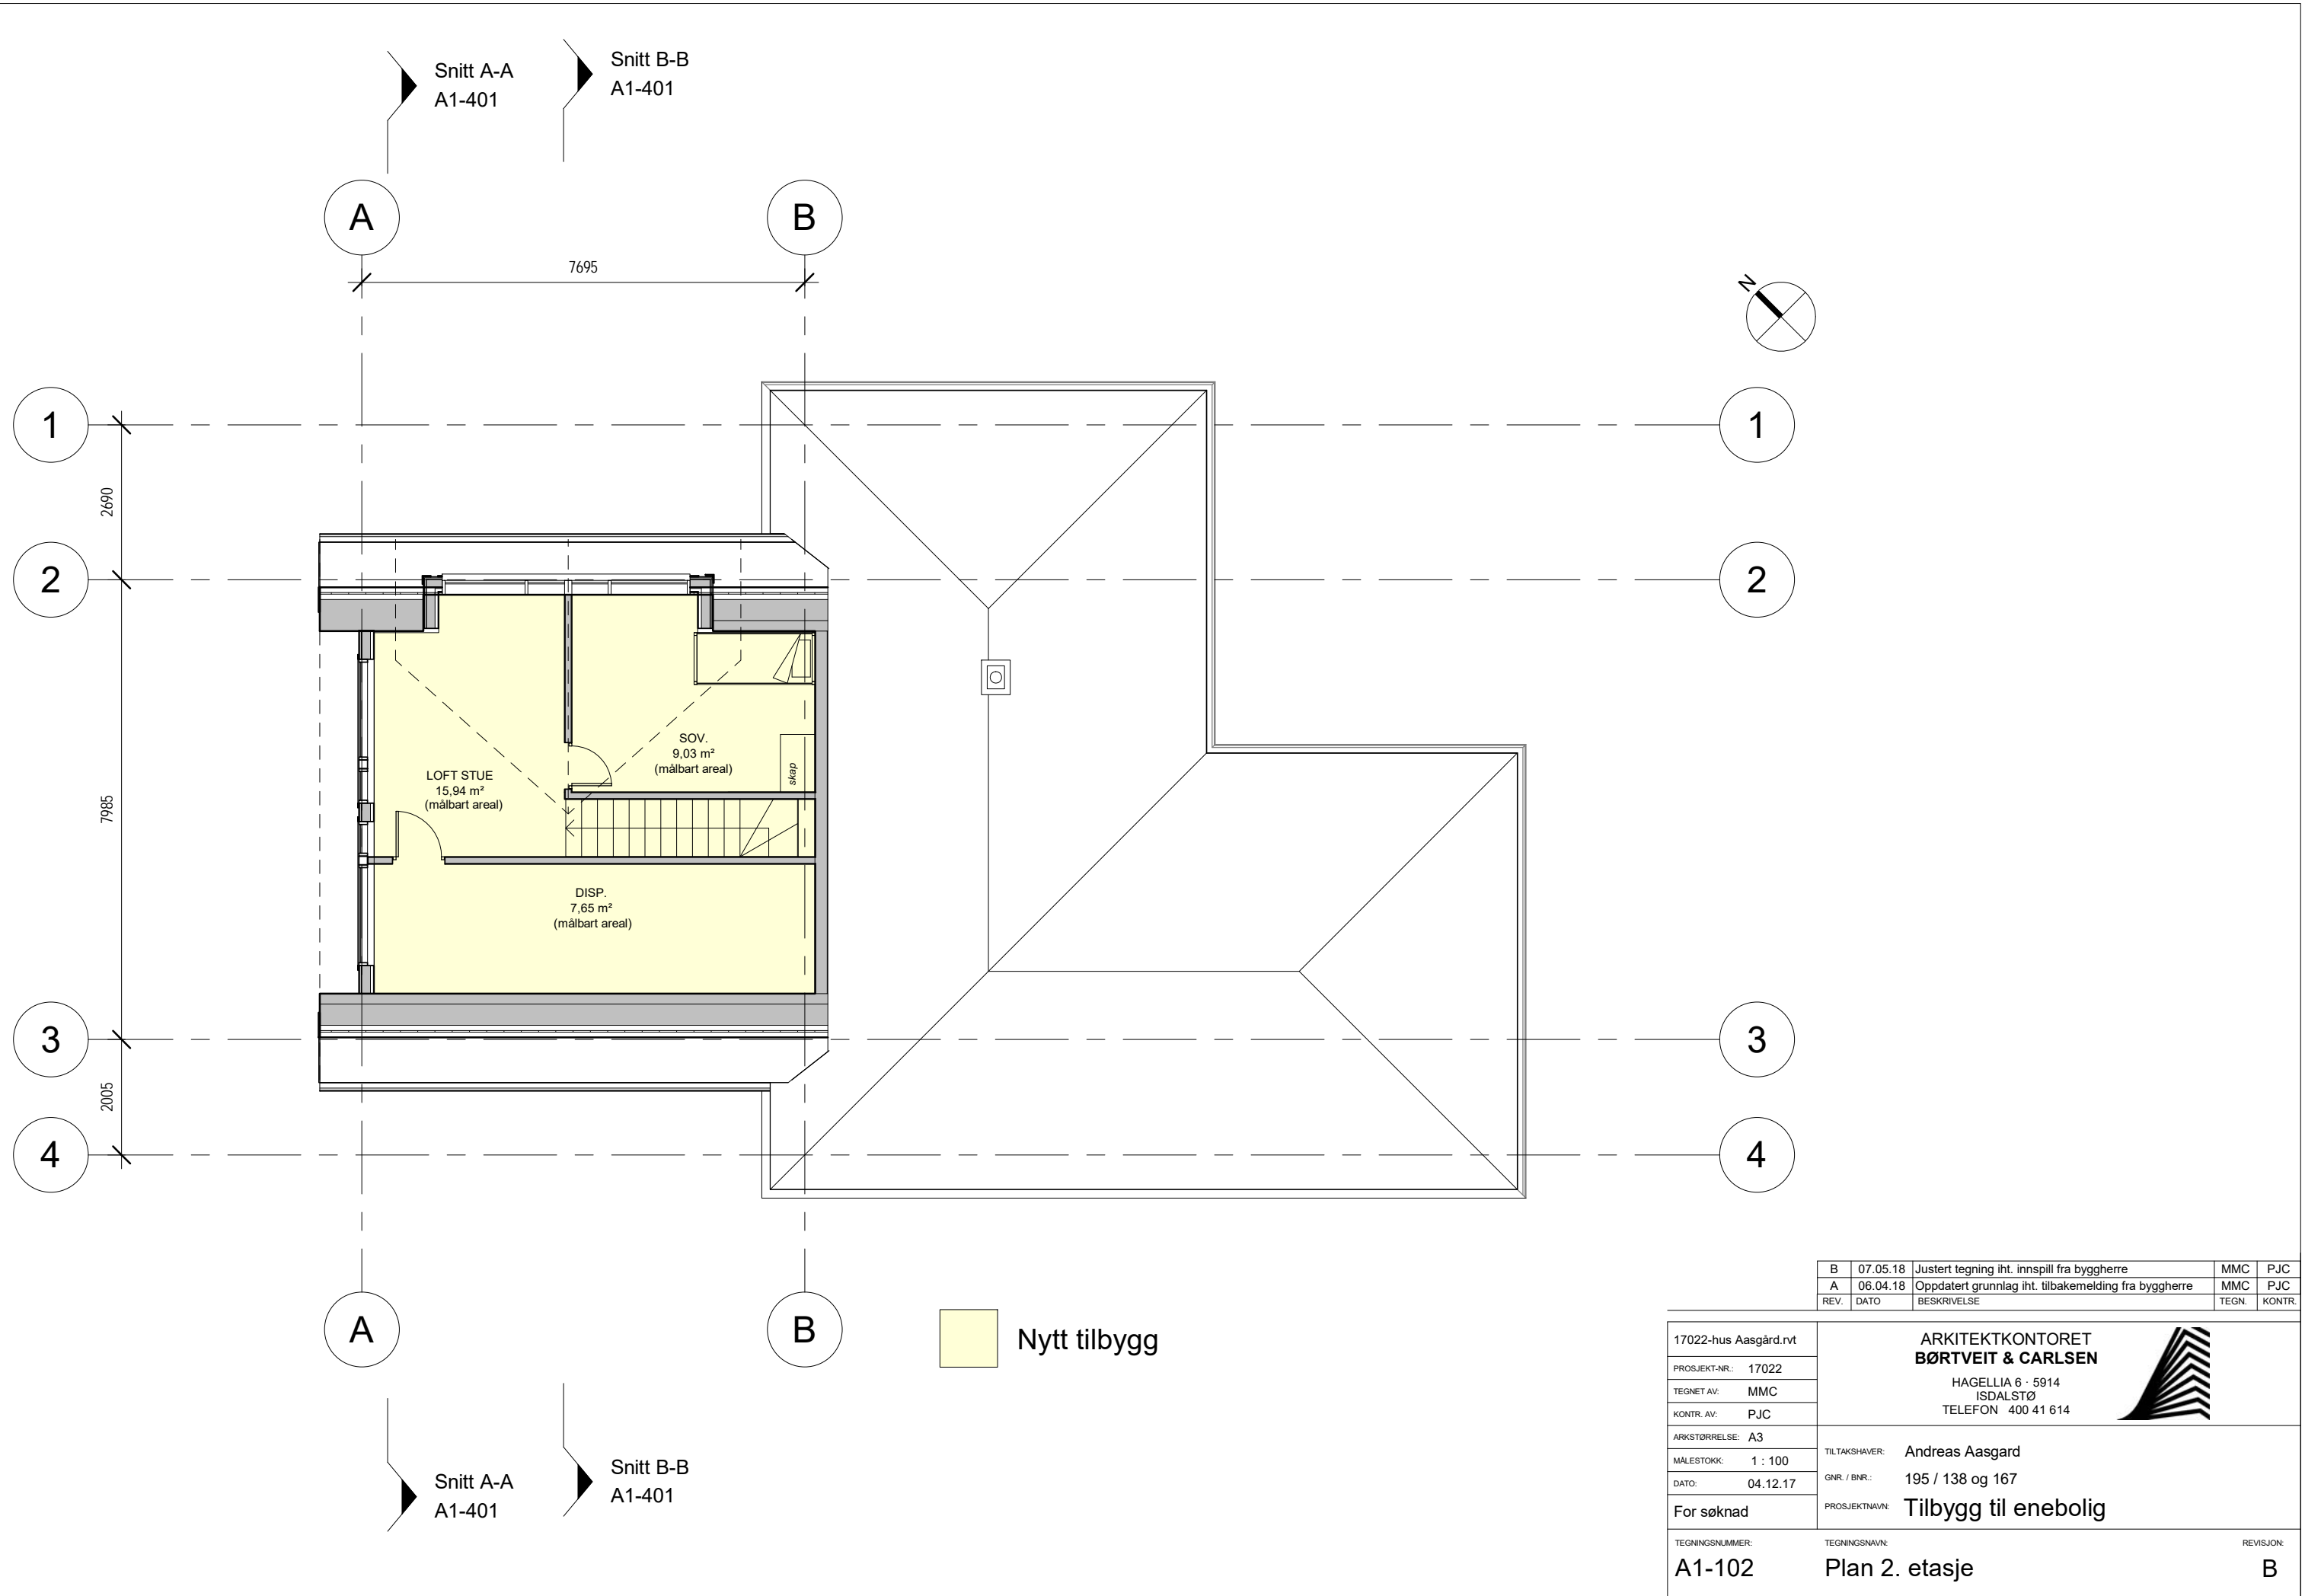 Snitt A-A
A1-401
Snitt B-B
A1-401
A
B
7695
N
1
1
2690
2
2
SOV.
9,03 m²
(målbart areal)
skap
LOFT STUE
15,94 m²
(målbart areal)
7985
DISP.
7,65 m²
(målbart areal)
3
3
2005
4
4
A
B
Nytt tilbygg
Snitt A-A
A1-401
Snitt B-B
A1-401
B 07.05.18 Justert tegning iht. innspill fra byggherre MMC PJC
A 06.04.18 Oppdatert grunnlag iht. tilbakemelding fra byggherre MMC PJC
REV. DATO BESKRIVELSE TEGN. KONTR.
17022-hus Aasgård.rvt
PROSJEKT-NR.: 17022
TEGNET AV: MMC
KONTR. AV: PJC
ARKSTØRRELSE: A3
MÅLESTOKK: 1 : 100
DATO: 04.12.17
For søknad
ARKITEKTKONTORET
BØRTVEIT & CARLSEN
HAGELLIA 6 · 5914
ISDALSTØ
TELEFON 400 41 614
TILTAKSHAVER: Andreas Aasgard
GNR. / BNR.: 195 / 138 og 167
PROSJEKTNAVN: Tilbygg til enebolig
TEGNINGSNUMMER:
A1-102
TEGNINGSNAVN:
Plan 2. etasje
REVISJON:
B